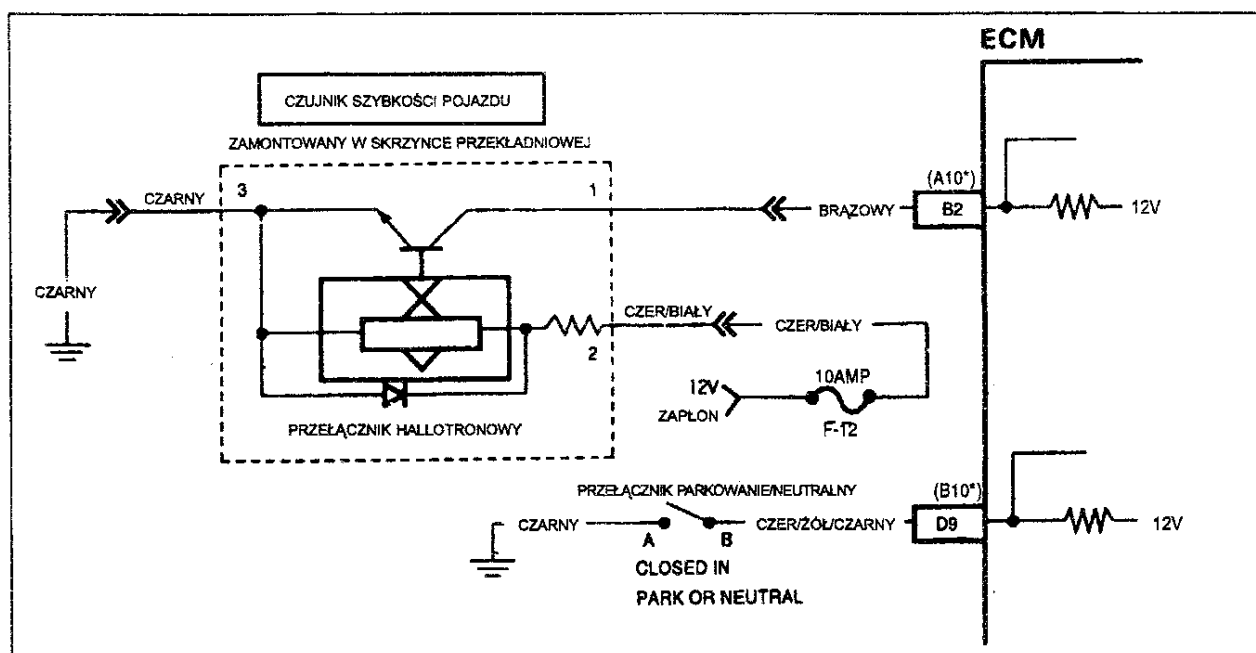 ECM
CZUJNIK SZYBKOŚCI POJAZDU
ZAMONTOWANY W SKRZYNCE PRZEKŁADNIOWEJ
CZARNY
3
1
(A10*)
BRĄZOWY
B2
12V
CZARNY
CZER/BIAŁY
CZER/BIAŁY
2
12V
10AMP
ZAPŁON
F-12
PRZEŁĄCZNIK HALLOTRONOWY
PRZEŁĄCZNIK PARKOWANIE/NEUTRALNY
(B10*)
CZARNY
CZER/ŻÓŁ/CZARNY
D9
12V
A
B
CLOSED IN
PARK OR NEUTRAL